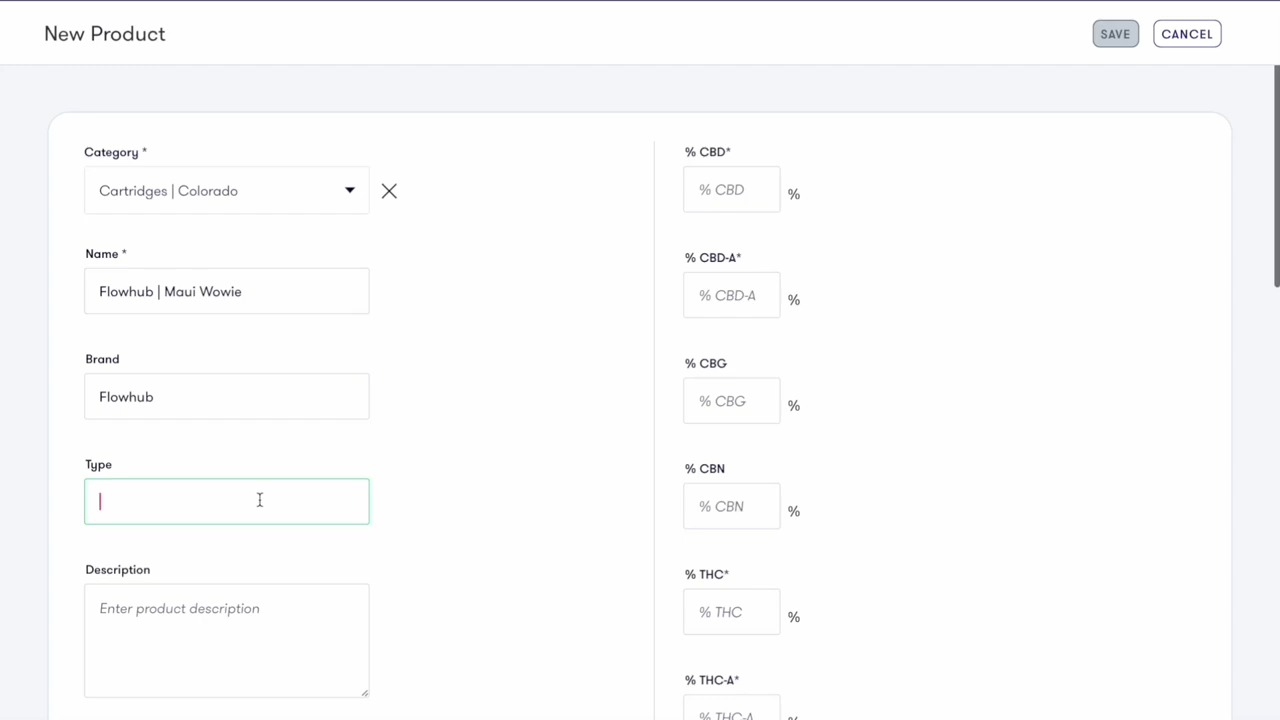 New Product
SAVE
CANCEL
Category *
Cartridges | Colorado
Name *
Flowhub | Maui Wowie
Brand
Flowhub
Type
Description
Enter product description
% CBD*
% CBD
%
% CBD-A*
% CBD-A
%
% CBG
% CBG
%
% CBN
% CBN
%
% THC*
% THC
%
% THC-A*
% THC-A
%